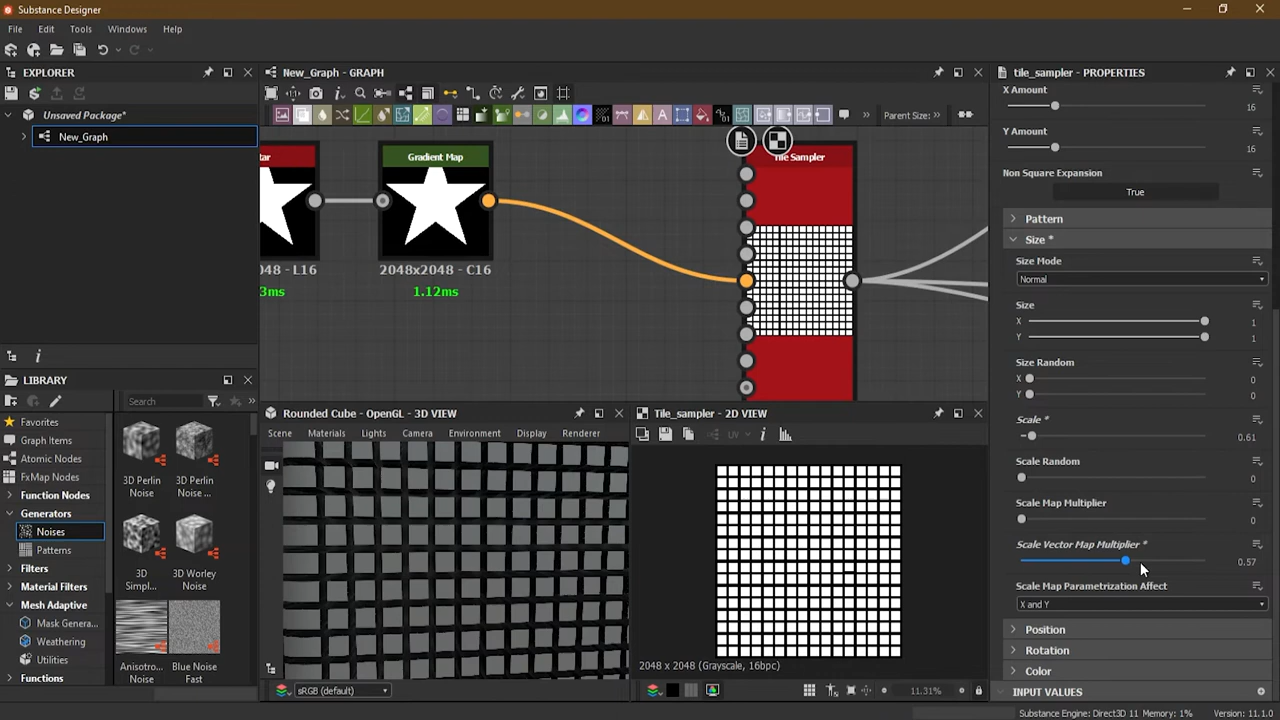 Substance Designer
File Edit Tools Windows Help
EXPLORER
Unsaved Package*
New_Graph
LIBRARY
Search
Favorites
Graph Items
Atomic Nodes
FxMap Nodes
Function Nodes
Generators
Noises
Patterns
Filters
Material Filters
Mesh Adaptive
Mask Genera...
Weathering
Utilities
Functions
3D Perlin Noise
3D Perlin Noise ...
3D Simpl...
3D Worley Noise
Anisotro... Noise
Blue Noise Fast
New_Graph - GRAPH
Parent Size:
Gradient Map
2048x2048 - C16
1.12ms
tar
048 - L16
3ms
Tile Sampler
Rounded Cube - OpenGL - 3D VIEW
Scene Materials Lights Camera Environment Display Renderer
sRGB (default)
Tile_sampler - 2D VIEW
UV
2048 x 2048 (Grayscale, 16bpc)
11.31%
tile_sampler - PROPERTIES
X Amount
16
Y Amount
16
Non Square Expansion
True
Pattern
Size *
Size Mode
Normal
Size
X 1
Y 1
Size Random
X 0
Y 0
Scale *
0.61
Scale Random
0
Scale Map Multiplier
0
Scale Vector Map Multiplier *
0.57
Scale Map Parametrization Affect
X and Y
Position
Rotation
Color
INPUT VALUES
Substance Engine: Direct3D 11 Memory: 1% Version: 11.1.0